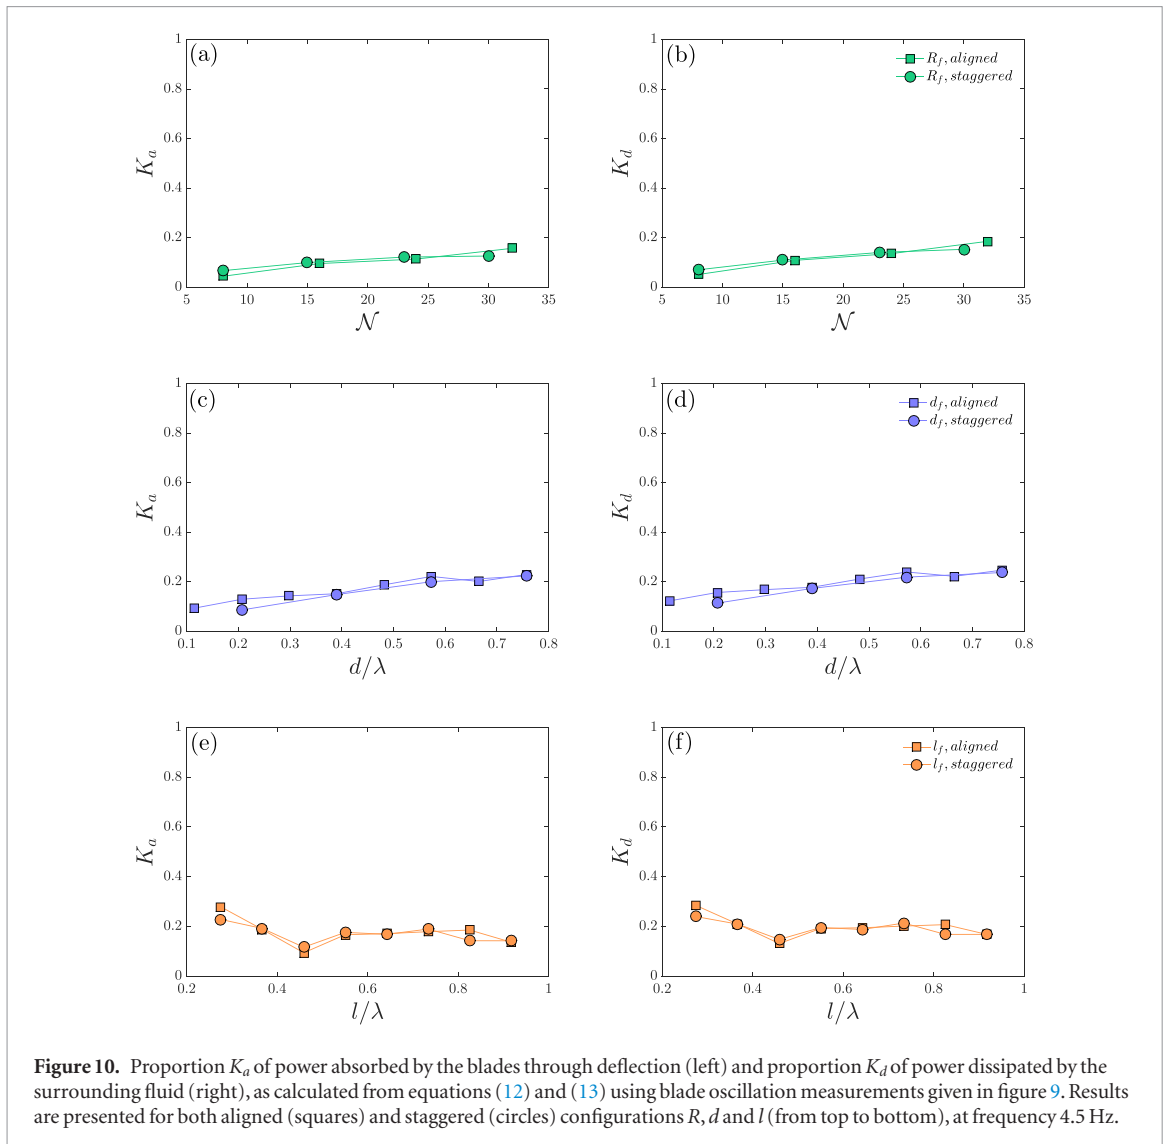 (a)
1
0.8
0.6
0.4
0.2
0
K_a
5 10 15 20 25 30 35
𝒩
(b)
R_f, aligned
R_f, staggered
1
0.8
0.6
0.4
0.2
0
K_d
5 10 15 20 25 30 35
𝒩
(c)
1
0.8
0.6
0.4
0.2
0
K_a
0.1 0.2 0.3 0.4 0.5 0.6 0.7 0.8
d/λ
(d)
d_f, aligned
d_f, staggered
1
0.8
0.6
0.4
0.2
0
K_d
0.1 0.2 0.3 0.4 0.5 0.6 0.7 0.8
d/λ
(e)
1
0.8
0.6
0.4
0.2
0
K_a
0.2 0.4 0.6 0.8 1
l/λ
(f)
l_f, aligned
l_f, staggered
1
0.8
0.6
0.4
0.2
0
K_d
0.2 0.4 0.6 0.8 1
l/λ
Figure 10. Proportion K_a of power absorbed by the blades through deflection (left) and proportion K_d of power dissipated by the
surrounding fluid (right), as calculated from equations (12) and (13) using blade oscillation measurements given in figure 9. Results
are presented for both aligned (squares) and staggered (circles) configurations R, d and l (from top to bottom), at frequency 4.5 Hz.